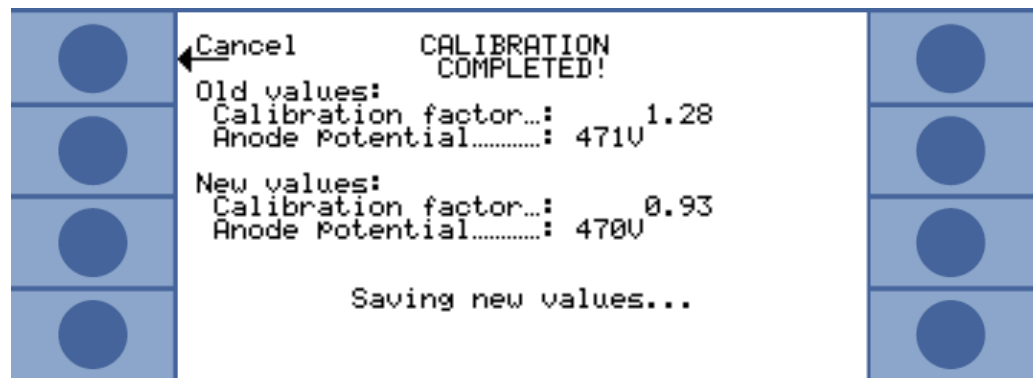 Cancel CALIBRATION
COMPLETED!
Old values:
Calibration factor…: 1.28
Anode Potential…………: 471V
New values:
Calibration factor…: 0.93
Anode Potential…………: 470V
Saving new values...